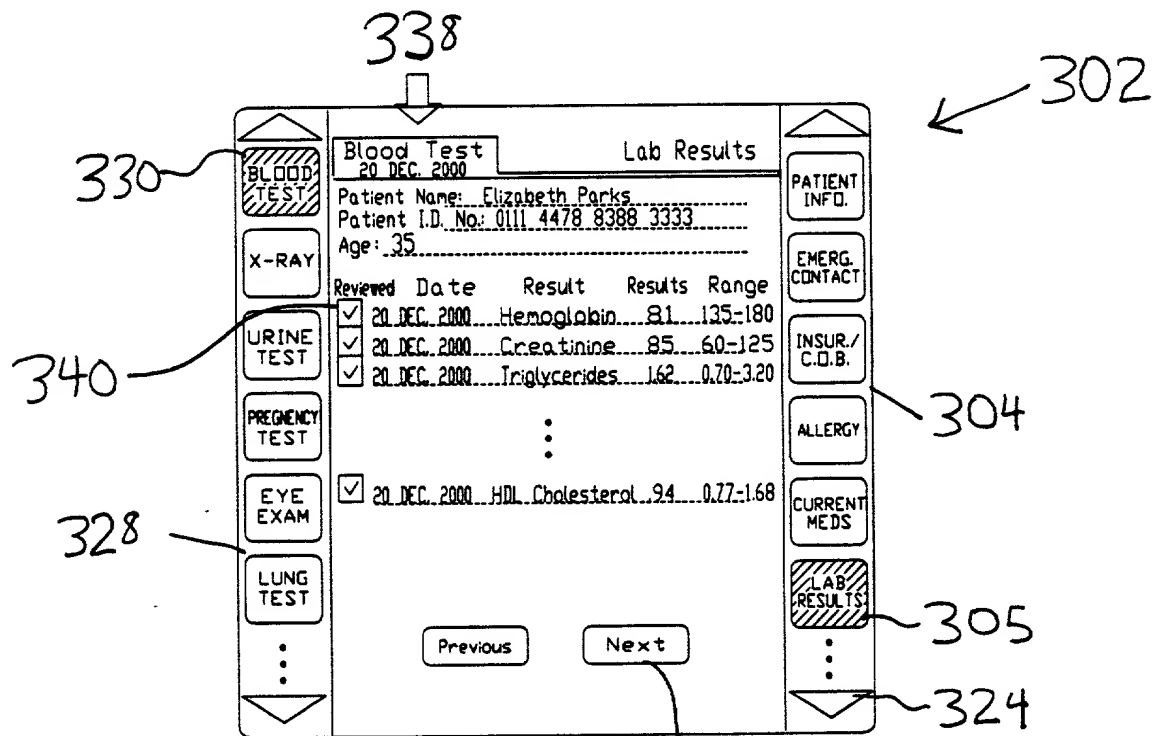 338
302
330
BLOOD
TEST
X-RAY
URINE
TEST
340
PREGNENCY
TEST
EYE
EXAM
328
LUNG
TEST
Blood Test
20 DEC. 2000
Lab Results
Patient Name: Elizabeth Parks
Patient I.D. No.: 0111 4478 8388 3333
Age: 35
Reviewed Date Result Results Range
20 DEC. 2000 Hemoglobin 81 135-180
20 DEC. 2000 Creatinine 85 60-125
20 DEC. 2000 Triglycerides 1.62 0.70-3.20
20 DEC. 2000 HDL Cholesterol 94 0.77-1.68
Previous
Next
PATIENT
INFO.
EMERG.
CONTACT
INSUR./
C.O.B.
304
ALLERGY
CURRENT
MEDS
LAB
RESULTS
305
324